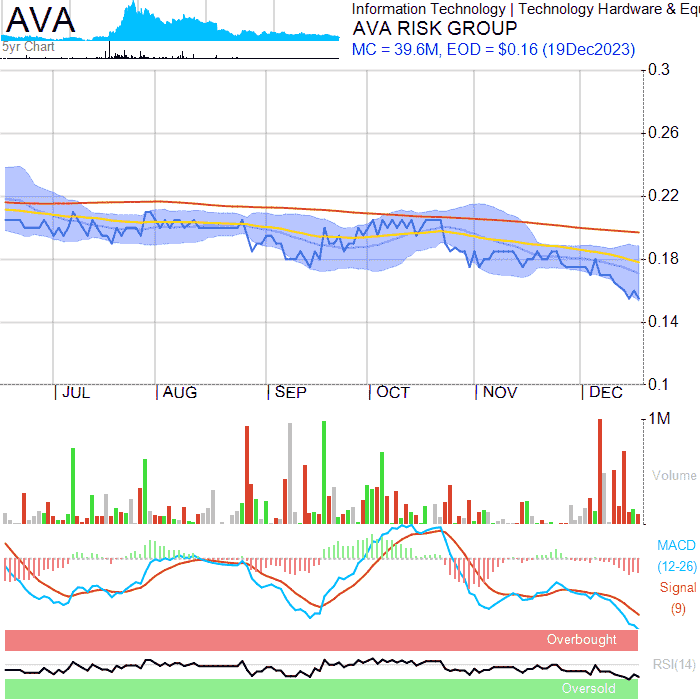 AVA
5yr Chart
Information Technology | Technology Hardware & Equ
AVA RISK GROUP
MC = 39.6M, EOD = $0.16 (19Dec2023)
0.3
0.26
0.22
0.18
0.14
0.1
JUL AUG SEP OCT NOV DEC
1M
Volume
MACD
(12-26)
Signal
(9)
Overbought
RSI(14)
Oversold